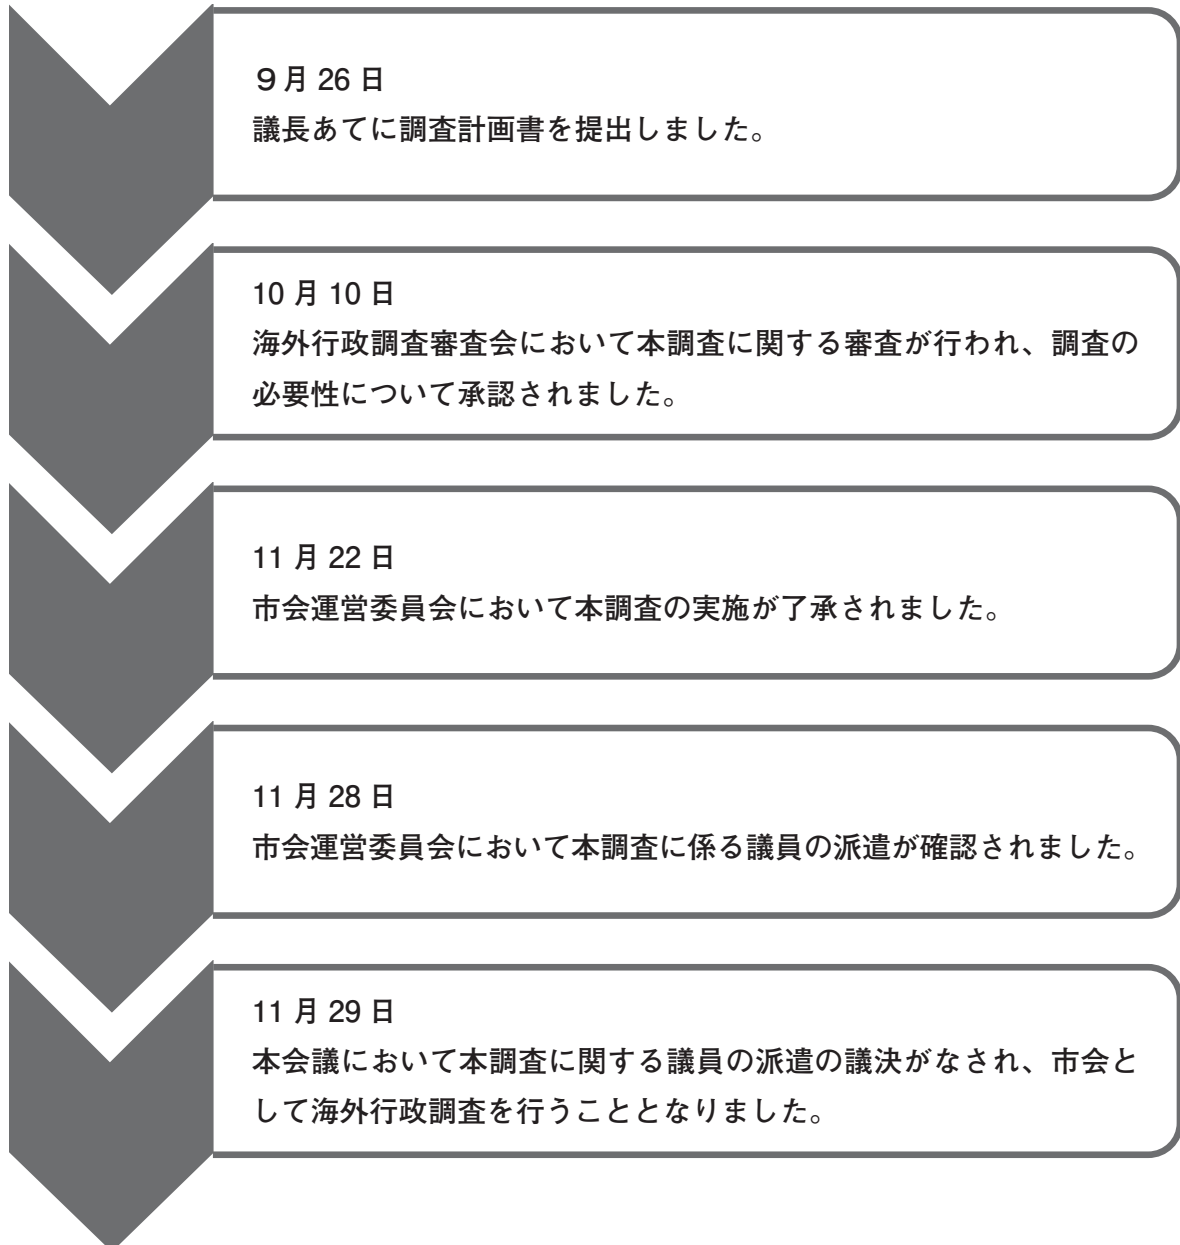 ９月 26 日
議長あてに調査計画書を提出しました。
10 月 10 日
海外行政調査審査会において本調査に関する審査が行われ、調査の
必要性について承認されました。
11 月 22 日
市会運営委員会において本調査の実施が了承されました。
11 月 28 日
市会運営委員会において本調査に係る議員の派遣が確認されました。
11 月 29 日
本会議において本調査に関する議員の派遣の議決がなされ、市会と
して海外行政調査を行うこととなりました。